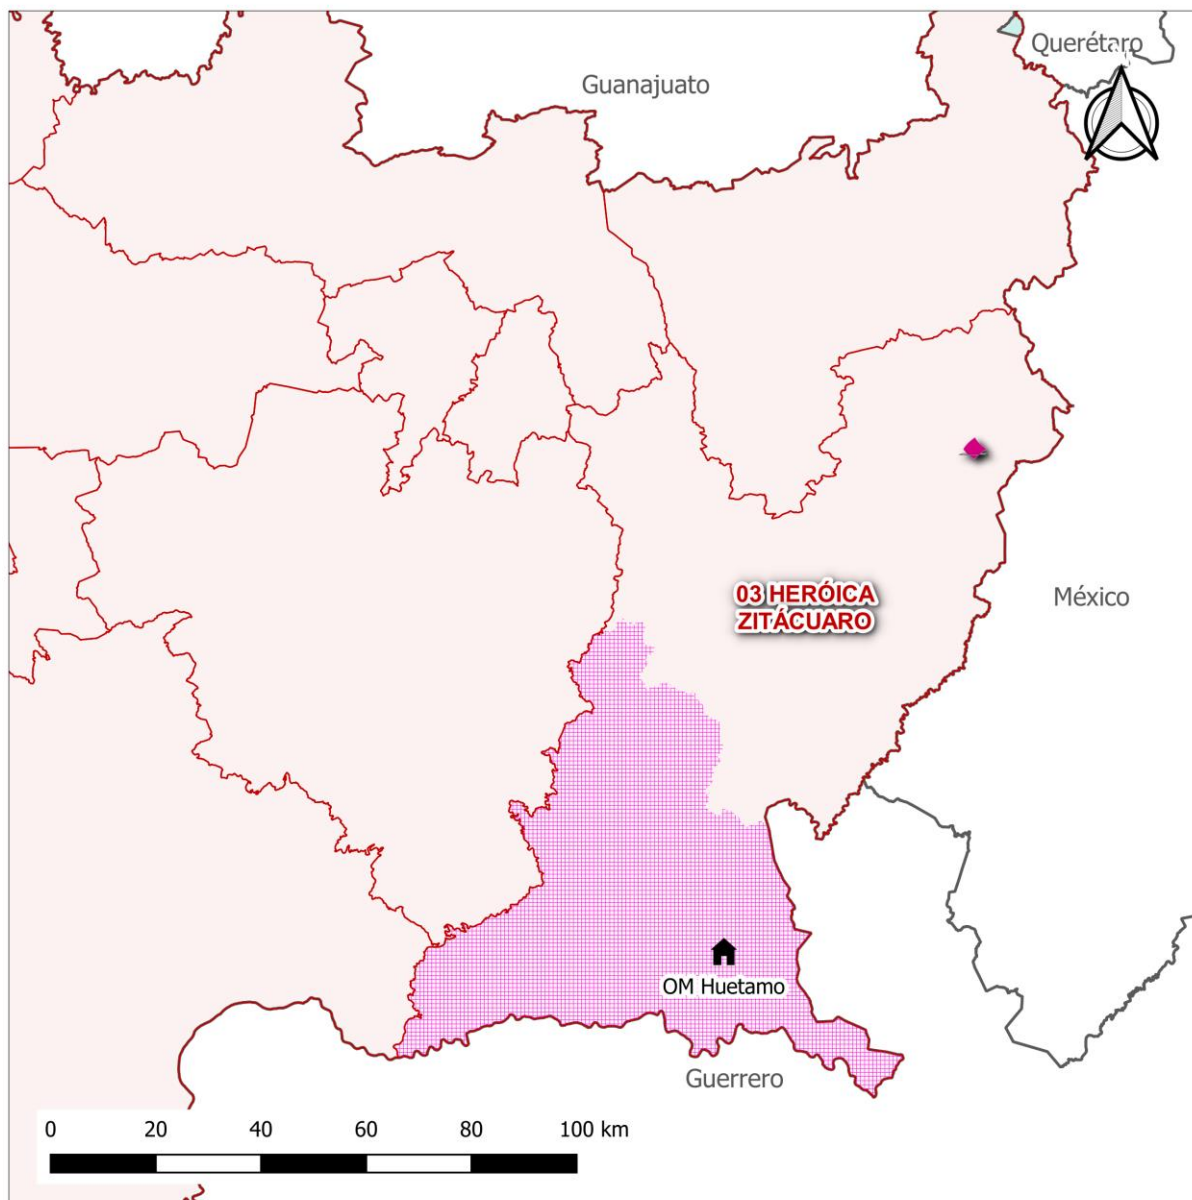 Querétaro
Guanajuato
03 HERÓICA
ZITÁCUARO
México
OM Huetamo
Guerrero
0 20 40 60 80 100 km